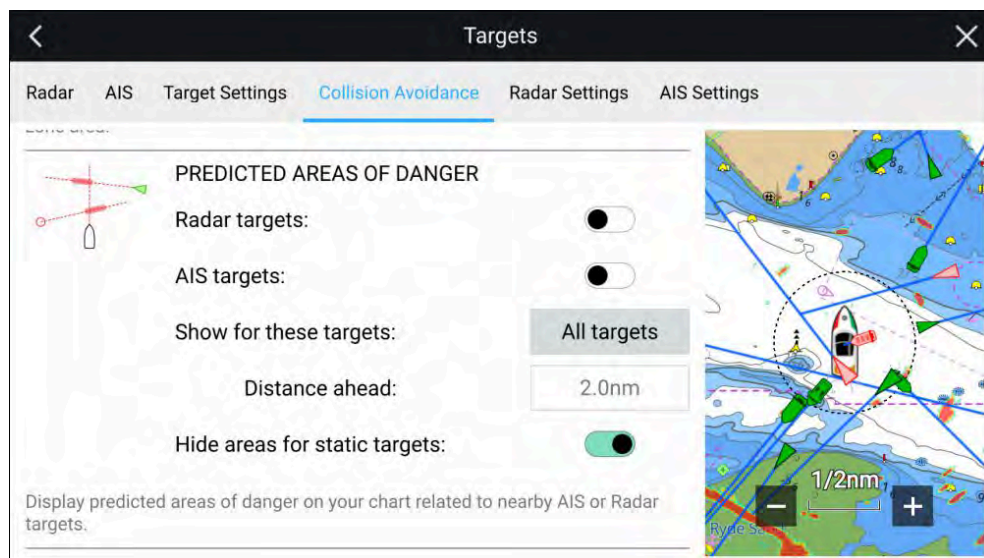 Targets
Radar AIS Target Settings Collision Avoidance Radar Settings AIS Settings
PREDICTED AREAS OF DANGER
Radar targets:
AIS targets:
Show for these targets: All targets
Distance ahead: 2.0nm
Hide areas for static targets:
Display predicted areas of danger on your chart related to nearby AIS or Radar
targets.
1/2nm
Ryde